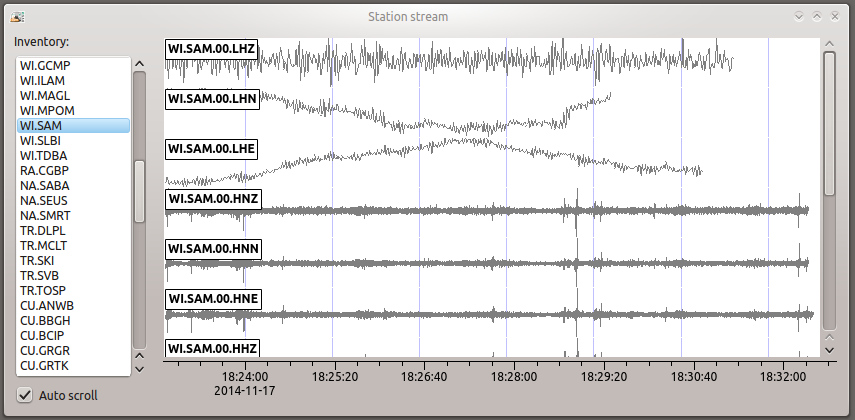 Station stream
Inventory:
WI.GCMP
WI.ILAM
WI.MAGL
WI.MPOM
WI.SAM
WI.SLBI
WI.TDBA
RA.CGBP
NA.SABA
NA.SEUS
NA.SMRT
TR.DLPL
TR.MCLT
TR.SKI
TR.SVB
TR.TOSP
CU.ANWB
CU.BBGH
CU.BCIP
CU.GRGR
CU.GRTK
Auto scroll
WI.SAM.00.LHZ
WI.SAM.00.LHN
WI.SAM.00.LHE
WI.SAM.00.HNZ
WI.SAM.00.HNN
WI.SAM.00.HNE
WI.SAM.00.HHZ
18:24:00 18:25:20 18:26:40 18:28:00 18:29:20 18:30:40 18:32:00
2014-11-17